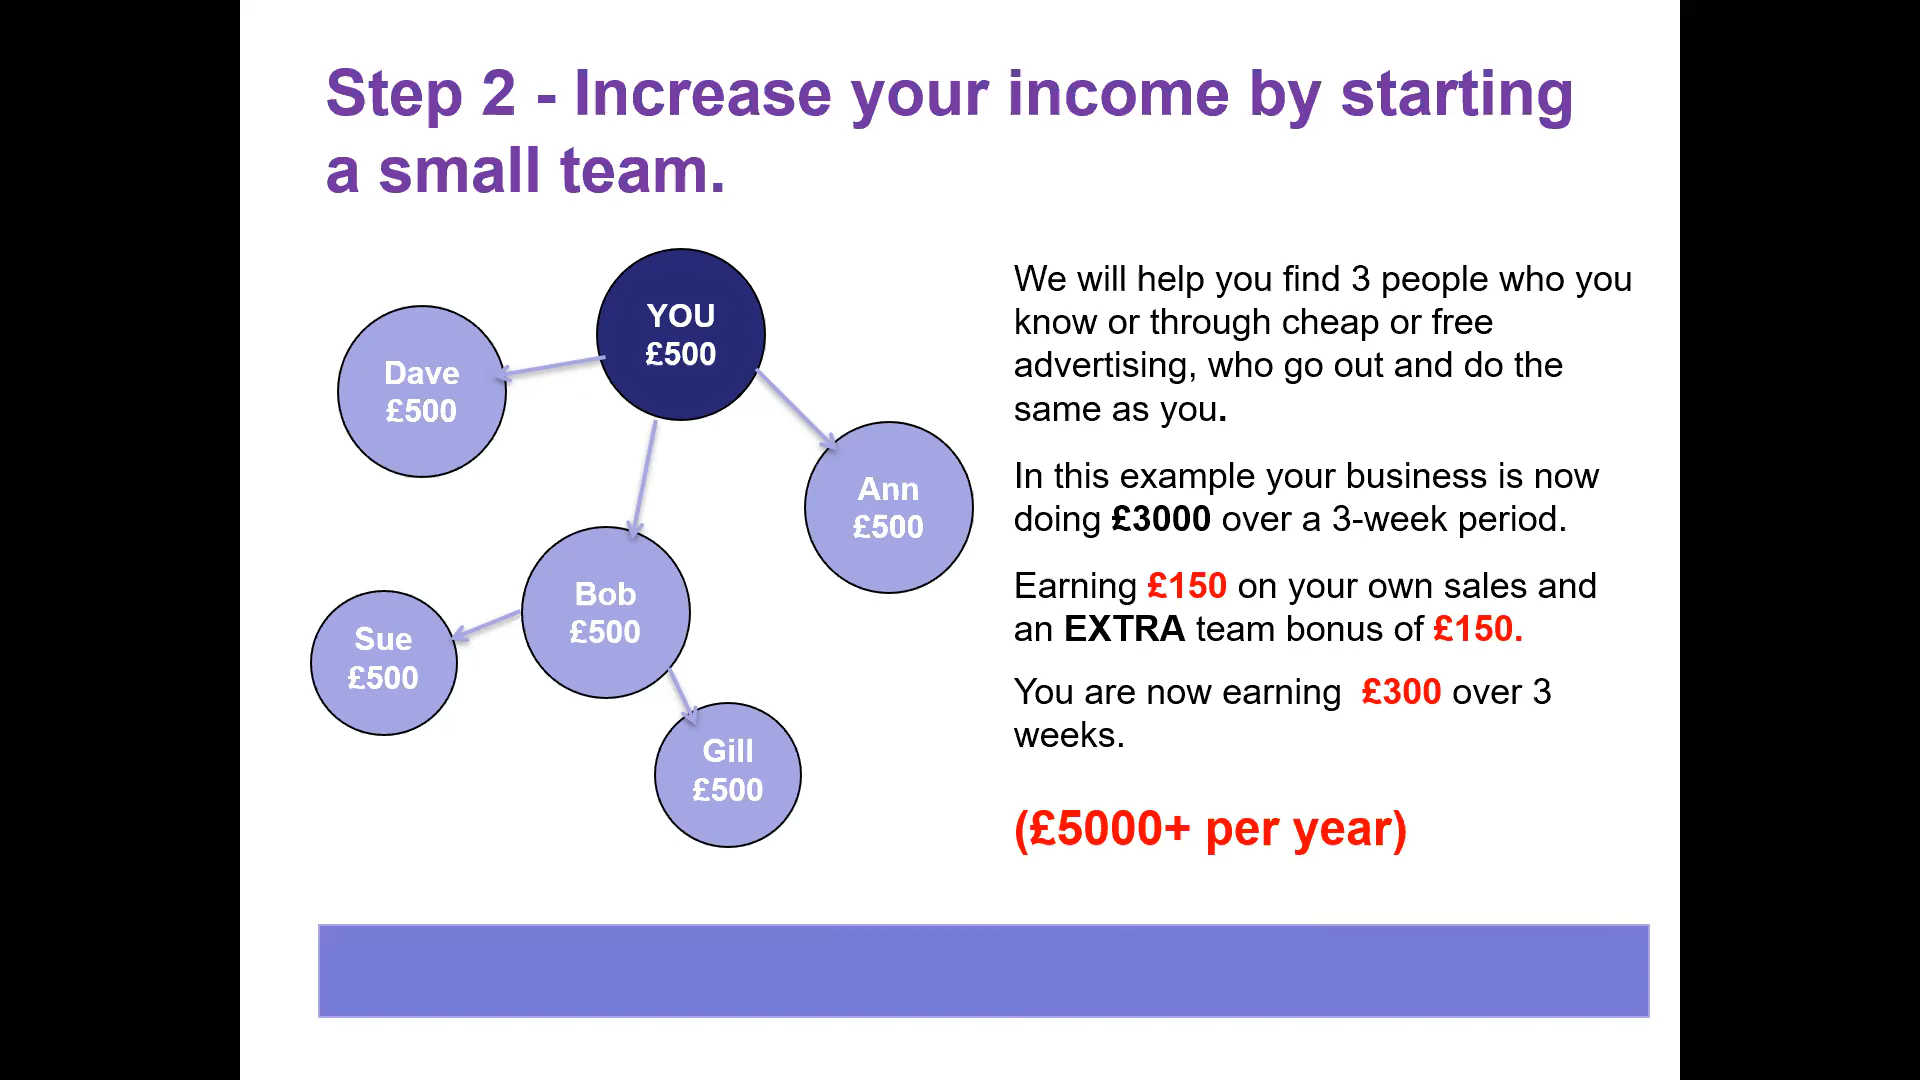 Step 2 - Increase your income by starting
a small team.
YOU
£500
Dave
£500
Ann
£500
Bob
£500
Sue
£500
Gill
£500
We will help you find 3 people who you
know or through cheap or free
advertising, who go out and do the
same as you.
In this example your business is now
doing £3000 over a 3-week period.
Earning £150 on your own sales and
an EXTRA team bonus of £150.
You are now earning  £300 over 3
weeks.
(£5000+ per year)